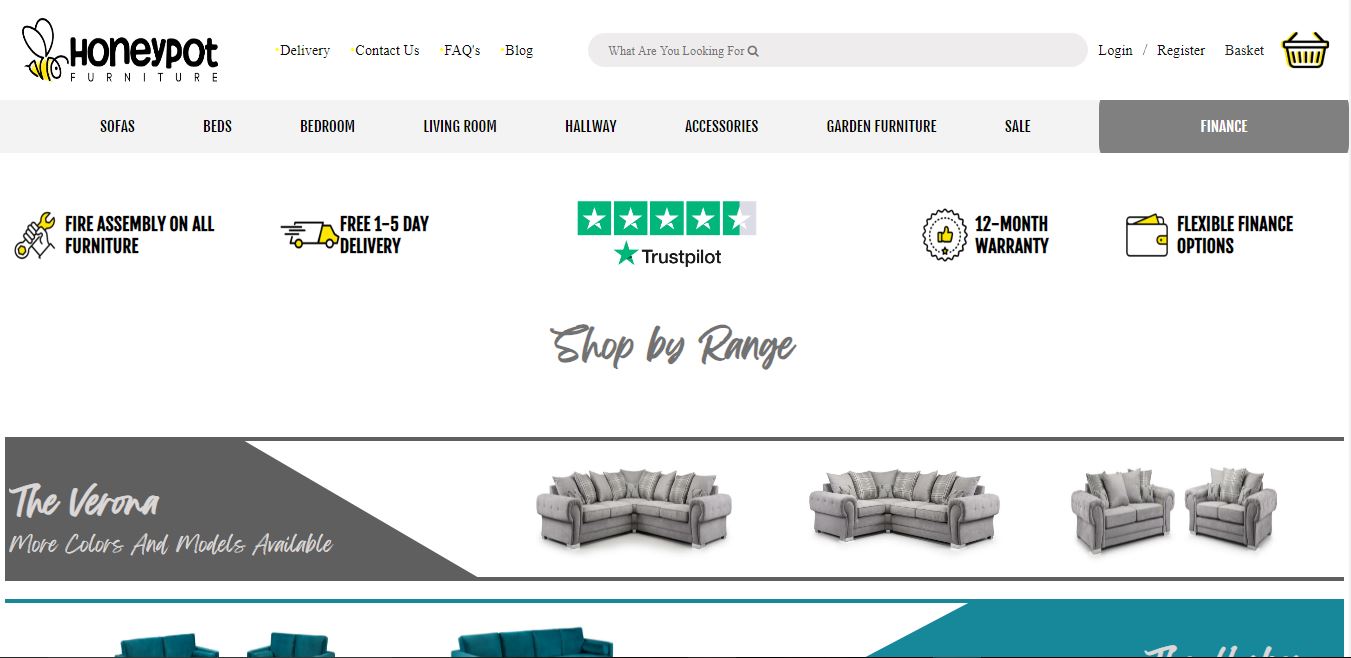 Honeypot
FURNITURE
Delivery
Contact Us
FAQ's
Blog
What Are You Looking For
Login / Register
Basket
SOFAS
BEDS
BEDROOM
LIVING ROOM
HALLWAY
ACCESSORIES
GARDEN FURNITURE
SALE
FINANCE
FIRE ASSEMBLY ON ALL
FURNITURE
FREE 1-5 DAY
DELIVERY
Trustpilot
12-MONTH
WARRANTY
FLEXIBLE FINANCE
OPTIONS
Shop by Range
The Verona
More Colors And Models Available
The